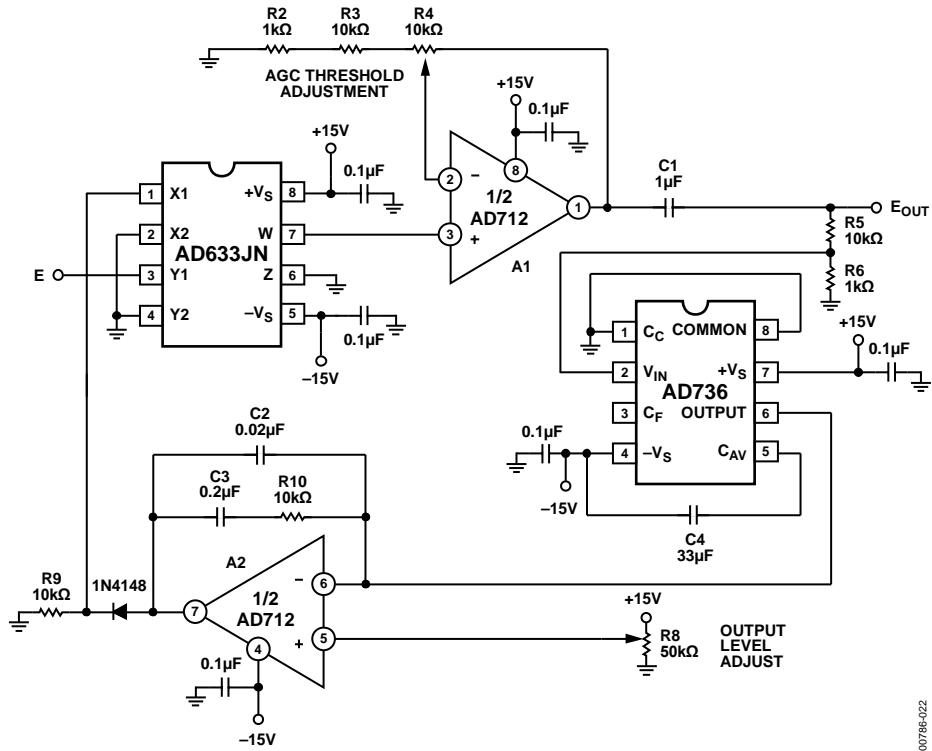 R2
1kΩ
R3
10kΩ
R4
10kΩ
AGC THRESHOLD
ADJUSTMENT
+15V
0.1µF
+15V
0.1µF
1 X1
2 X2
3 Y1
4 Y2
AD633JN
+VS 8
W 7
Z 6
–VS 5
E
0.1µF
–15V
2 –
3 +
1/2
AD712
8
1
A1
C1
1µF
EOUT
R5
10kΩ
R6
1kΩ
1 CC
COMMON 8
2 VIN
+VS 7
AD736
3 CF
OUTPUT 6
4 –VS
CAV 5
+15V
0.1µF
0.1µF
–15V
C4
33µF
C2
0.02µF
C3
0.2µF
R10
10kΩ
A2
1/2
AD712
– 6
+ 5
7
4
R9
10kΩ
1N4148
0.1µF
–15V
+15V
R8
50kΩ
OUTPUT
LEVEL
ADJUST
00786-022